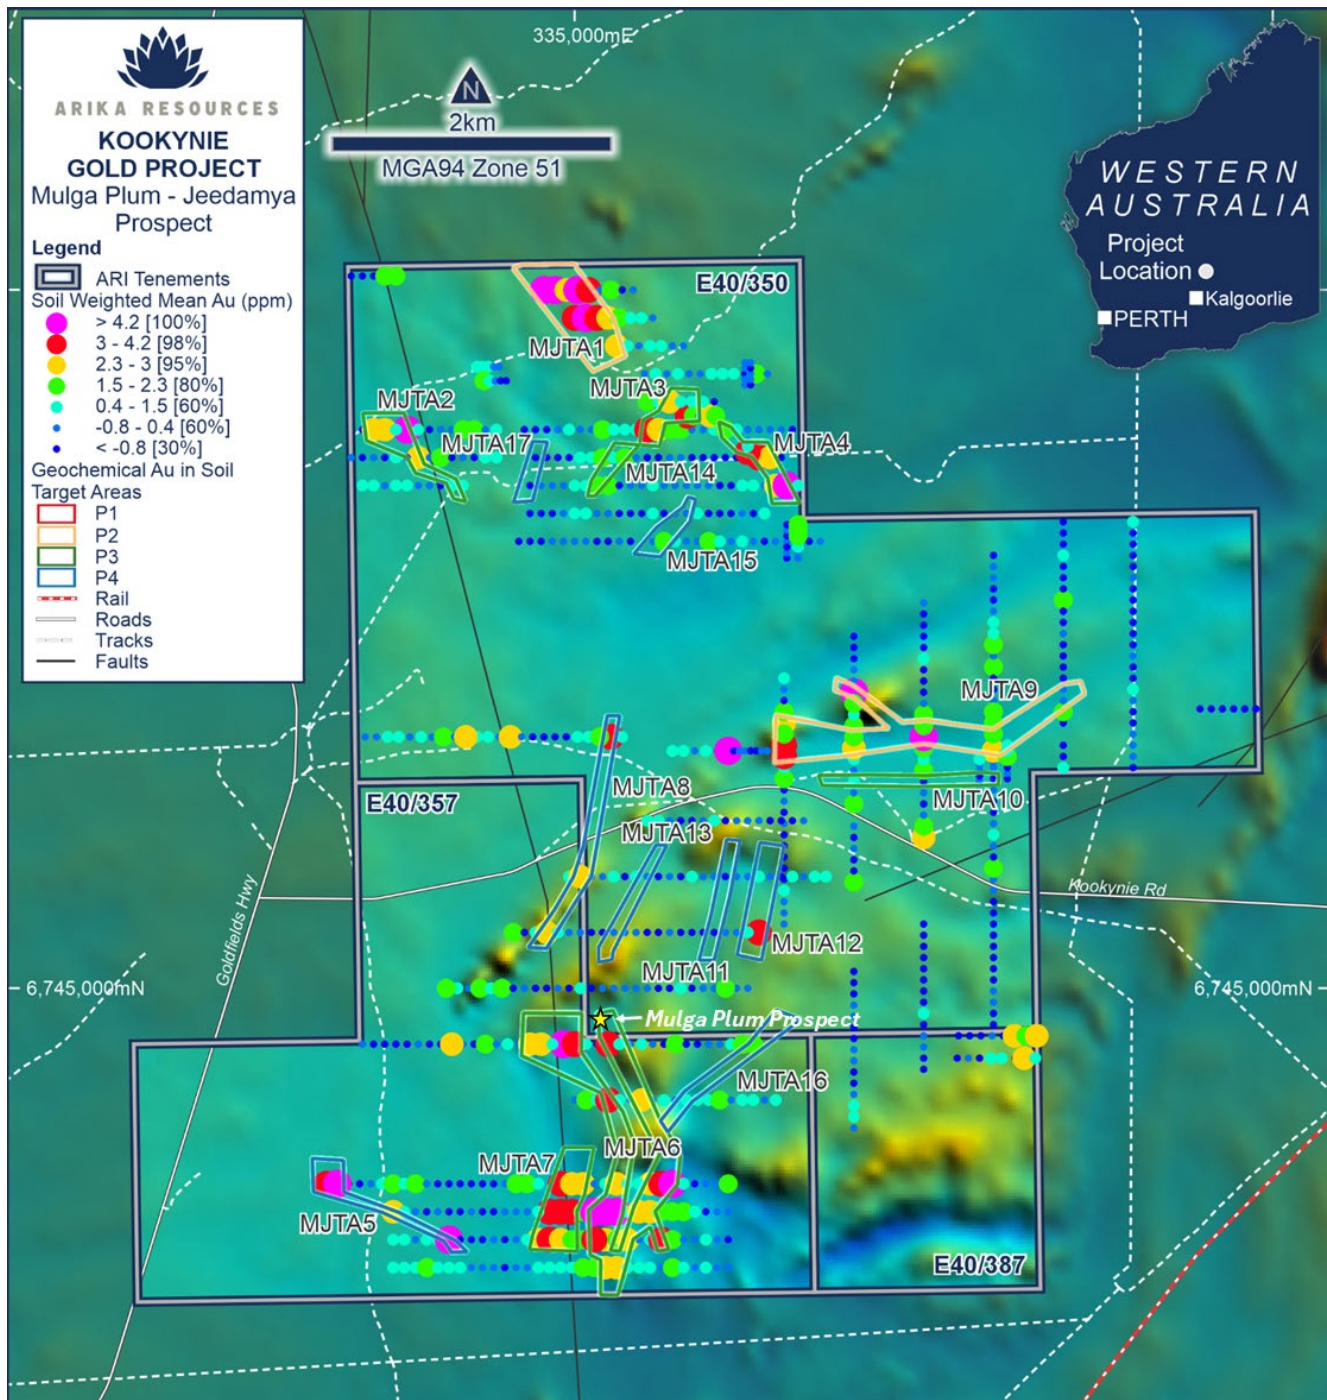 ARIKA RESOURCES
KOOKYNIE
GOLD PROJECT
Mulga Plum - Jeedamya
Prospect
Legend
ARI Tenements
Soil Weighted Mean Au (ppm)
> 4.2 [100%]
3 - 4.2 [98%]
2.3 - 3 [95%]
1.5 - 2.3 [80%]
0.4 - 1.5 [60%]
-0.8 - 0.4 [60%]
< -0.8 [30%]
Geochemical Au in Soil
Target Areas
P1
P2
P3
P4
Rail
Roads
Tracks
Faults
335,000mE
N
2km
MGA94 Zone 51
WESTERN
AUSTRALIA
Project
Location
Kalgoorlie
PERTH
E40/350
MJTA1
MJTA3
MJTA2
MJTA17
MJTA4
MJTA14
MJTA15
MJTA9
MJTA8
MJTA10
E40/357
MJTA13
Goldfields Hwy
Kookynie Rd
MJTA12
MJTA11
6,745,000mN
6,745,000mN
Mulga Plum Prospect
MJTA16
MJTA6
MJTA7
MJTA5
E40/387